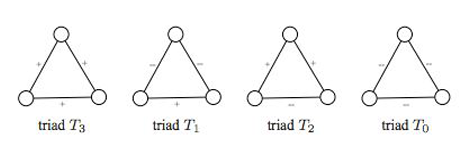 + + +
triad T₃
− − +
triad T₁
+ + −
triad T₂
− − −
triad T₀